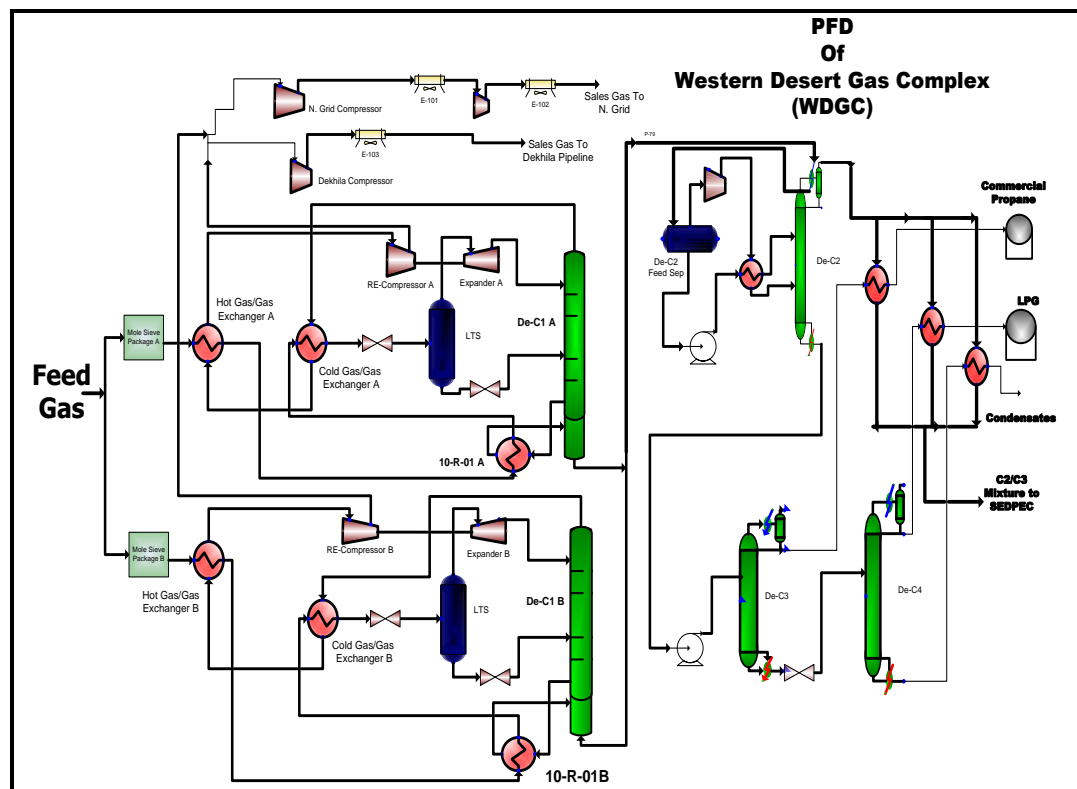 PFD
Of
Western Desert Gas Complex
(WDGC)
N. Grid Compressor
E-101
E-102
Sales Gas To
N. Grid
E-103
Dekhila Compressor
Sales Gas To
Dekhila Pipeline
P-79
De-C2
Feed Sep
De-C2
Commercial
Propane
LPG
Condensates
C2/C3
Mixture to
SEDPEC
RE-Compressor A
Expander A
Hot Gas/Gas
Exchanger A
Mole Sieve
Package A
LTS
De-C1 A
Cold Gas/Gas
Exchanger A
Feed
Gas
10-R-01 A
RE-Compressor B
Expander B
Mole Sieve
Package B
Hot Gas/Gas
Exchanger B
LTS
De-C1 B
Cold Gas/Gas
Exchanger B
10-R-01B
De-C3
De-C4